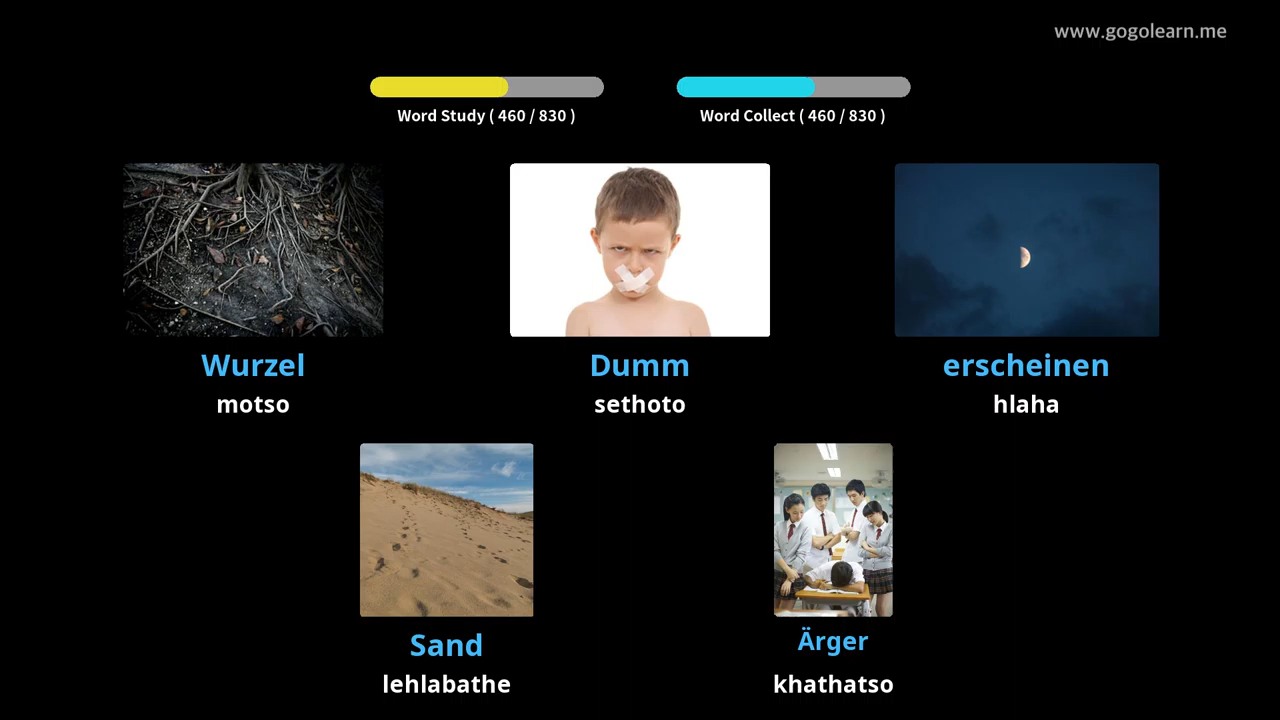 www.gogolearn.me
Word Study ( 460 / 830 )
Word Collect ( 460 / 830 )
Wurzel
motso
Dumm
sethoto
erscheinen
hlaha
Sand
lehlabathe
Ärger
khathatso